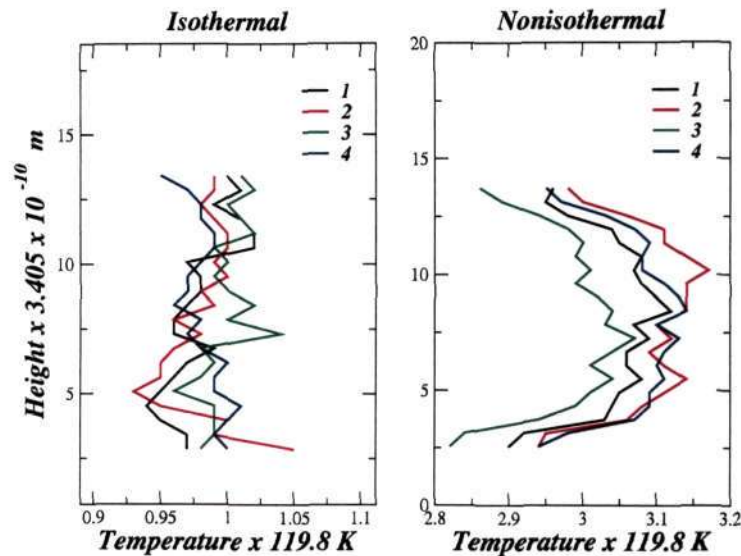 Isothermal
Nonisothermal
Height x 3.405 x 10 -10 m
15
10
5
1
2
3
4
0.9 0.95 1 1.05 1.1
Temperature x 119.8 K
20
15
10
5
0
1
2
3
4
2.8 2.9 3 3.1 3.2
Temperature x 119.8 K